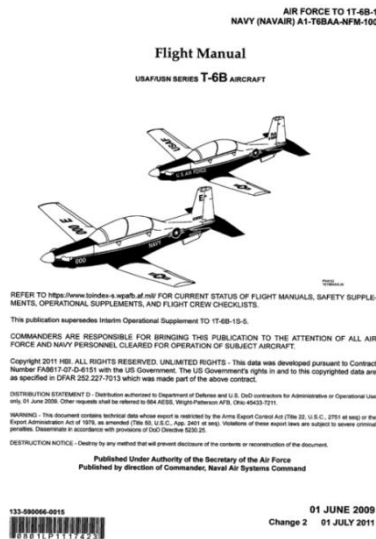 AIR FORCE TO 1T-6B-1
NAVY (NAVAIR) A1-T6BAA-NFM-100
Flight Manual
USAF/USN SERIES T-6B AIRCRAFT
USAF
U.S. AIR FORCE
000
NAVY
000
REFER TO https://www.toindex-s.wpafb.af.mil/ FOR CURRENT STATUS OF FLIGHT MANUALS, SAFETY SUPPLE-
MENTS, OPERATIONAL SUPPLEMENTS, AND FLIGHT CREW CHECKLISTS.
This publication supersedes Interim Operational Supplement TO 1T-6B-1S-5.
COMMANDERS ARE RESPONSIBLE FOR BRINGING THIS PUBLICATION TO THE ATTENTION OF ALL AIR
FORCE AND NAVY PERSONNEL CLEARED FOR OPERATION OF SUBJECT AIRCRAFT.
Copyright 2011 HBI. ALL RIGHTS RESERVED. UNLIMITED RIGHTS - This data was developed pursuant to Contract
Number FA8617-07-D-6151 with the US Government. The US Government's rights in and to this copyrighted data are
as specified in DFAR 252.227-7013 which was made part of the above contract.
DISTRIBUTION STATEMENT D - Distribution authorized to Department of Defense and U.S. DoD contractors for Administrative or Operational Use
only, 01 June 2009. Other requests shall be referred to 664 AESS, Wright-Patterson AFB, Ohio 45433-7211.
WARNING - This document contains technical data whose export is restricted by the Arms Export Control Act (Title 22, U.S.C., 2751 et seq) or the
Export Administration Act of 1979, as amended (Title 50, U.S.C., App. 2401 et seq). Violations of these export laws are subject to severe criminal
penalties. Disseminate in accordance with provisions of DoD Directive 5230.25.
DESTRUCTION NOTICE - Destroy by any method that will prevent disclosure of the contents or reconstruction of the document.
Published Under Authority of the Secretary of the Air Force
Published by direction of Commander, Naval Air Systems Command
133-590066-0015
01 JUNE 2009
Change 2 01 JULY 2011
0801LP1117423